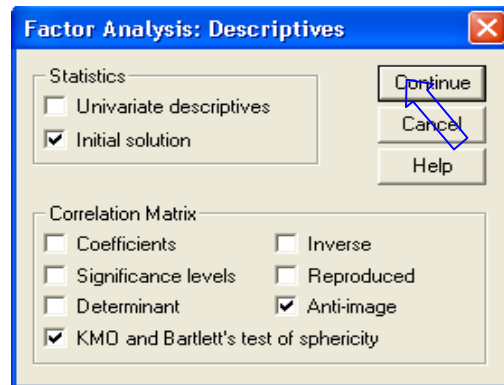 Factor Analysis: Descriptives
Statistics
Univariate descriptives
Initial solution
Continue
Cancel
Help
Correlation Matrix
Coefficients
Inverse
Significance levels
Reproduced
Determinant
Anti-image
KMO and Bartlett's test of sphericity